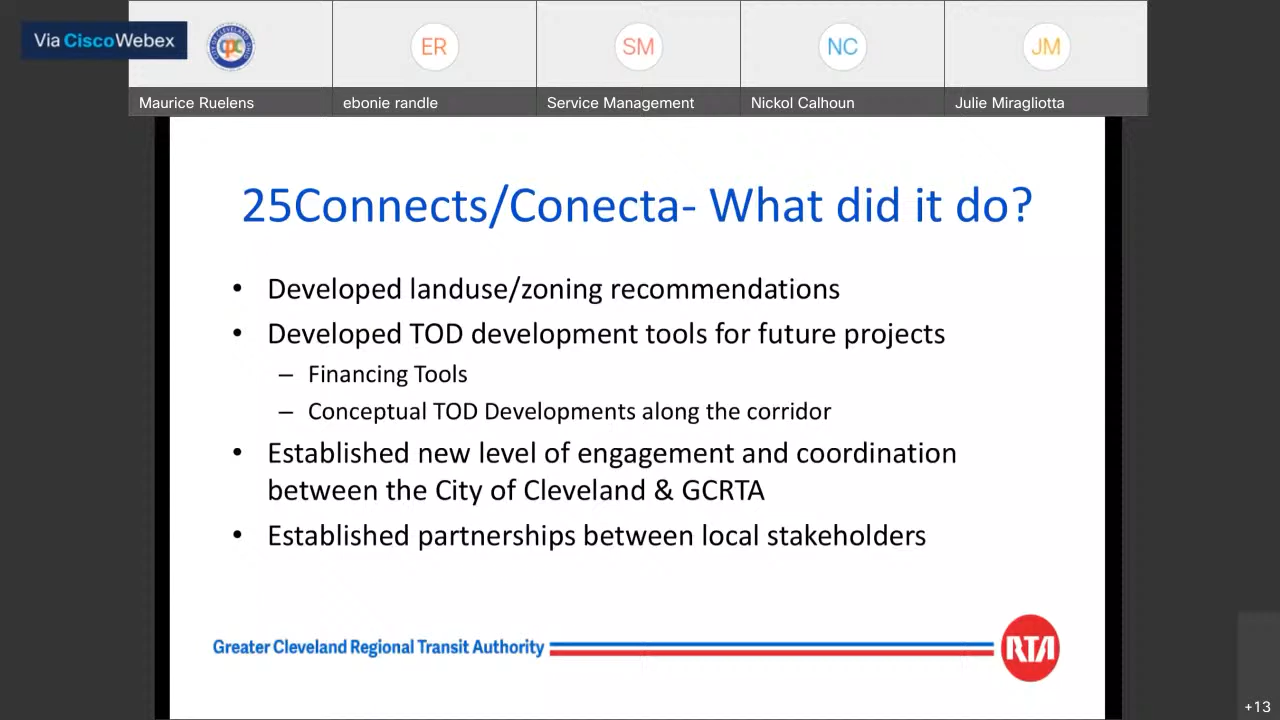 Via CiscoWebex
cpc
ER
SM
NC
JM
Maurice Ruelens
ebonie randle
Service Management
Nickol Calhoun
Julie Miragliotta
25Connects/Conecta- What did it do?
• Developed landuse/zoning recommendations
• Developed TOD development tools for future projects
– Financing Tools
– Conceptual TOD Developments along the corridor
• Established new level of engagement and coordination
between the City of Cleveland & GCRTA
• Established partnerships between local stakeholders
Greater Cleveland Regional Transit Authority
RTA
+13